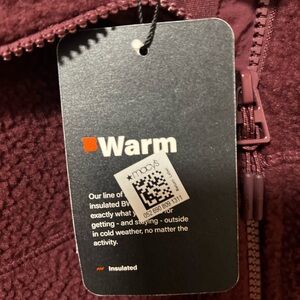 Warm
★macy's
Our line of
insulated
exactly what
getting - and staying - outside
in cold weather, no matter the
activity.
Insulated